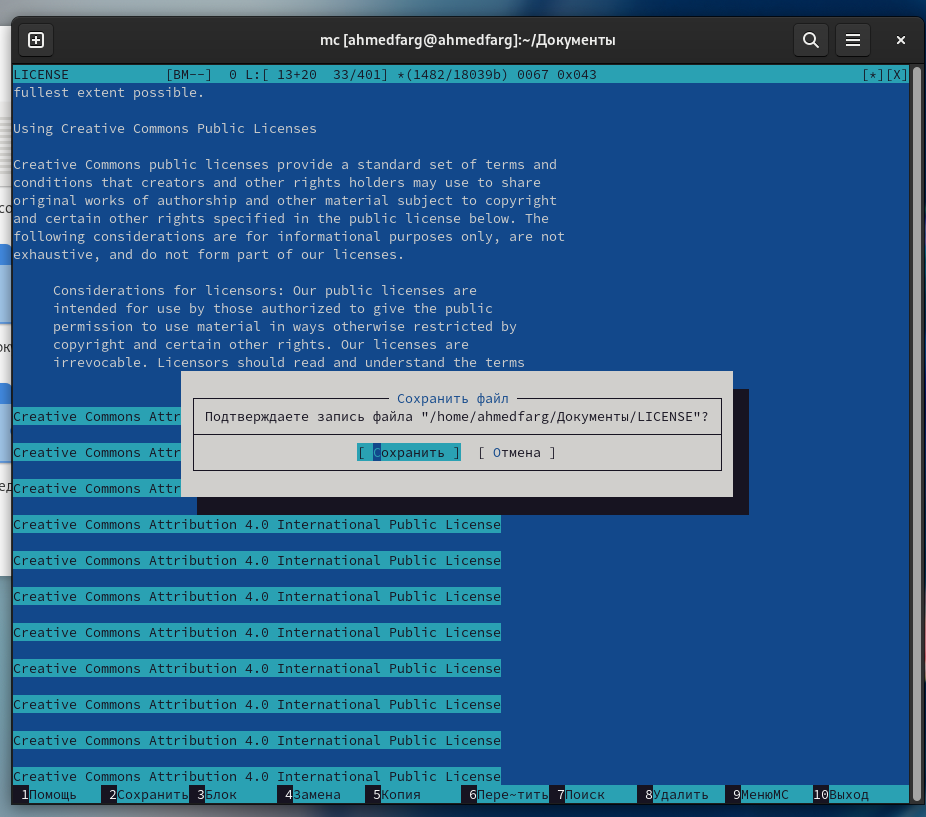 mc [ahmedfarg@ahmedfarg]:~/Документы
LICENSE [BM--] 0 L:[ 13+20 33/401] *(1482/18039b) 0067 0x043 [*][X]
fullest extent possible.
Using Creative Commons Public Licenses
Creative Commons public licenses provide a standard set of terms and
conditions that creators and other rights holders may use to share
original works of authorship and other material subject to copyright
and certain other rights specified in the public license below. The
following considerations are for informational purposes only, are not
exhaustive, and do not form part of our licenses.
Considerations for licensors: Our public licenses are
intended for use by those authorized to give the public
permission to use material in ways otherwise restricted by
copyright and certain other rights. Our licenses are
irrevocable. Licensors should read and understand the terms
Сохранить файл
Creative Commons Attr
Подтверждаете запись файла "/home/ahmedfarg/Документы/LICENSE"?
Creative Commons Attr
[ Сохранить ] [ Отмена ]
Creative Commons Attr
Creative Commons Attribution 4.0 International Public License
Creative Commons Attribution 4.0 International Public License
Creative Commons Attribution 4.0 International Public License
Creative Commons Attribution 4.0 International Public License
Creative Commons Attribution 4.0 International Public License
Creative Commons Attribution 4.0 International Public License
Creative Commons Attribution 4.0 International Public License
Creative Commons Attribution 4.0 International Public License
1Помощь 2Сохранить 3Блок 4Замена 5Копия 6Пере~тить 7Поиск 8Удалить 9МенюMC 10Выход